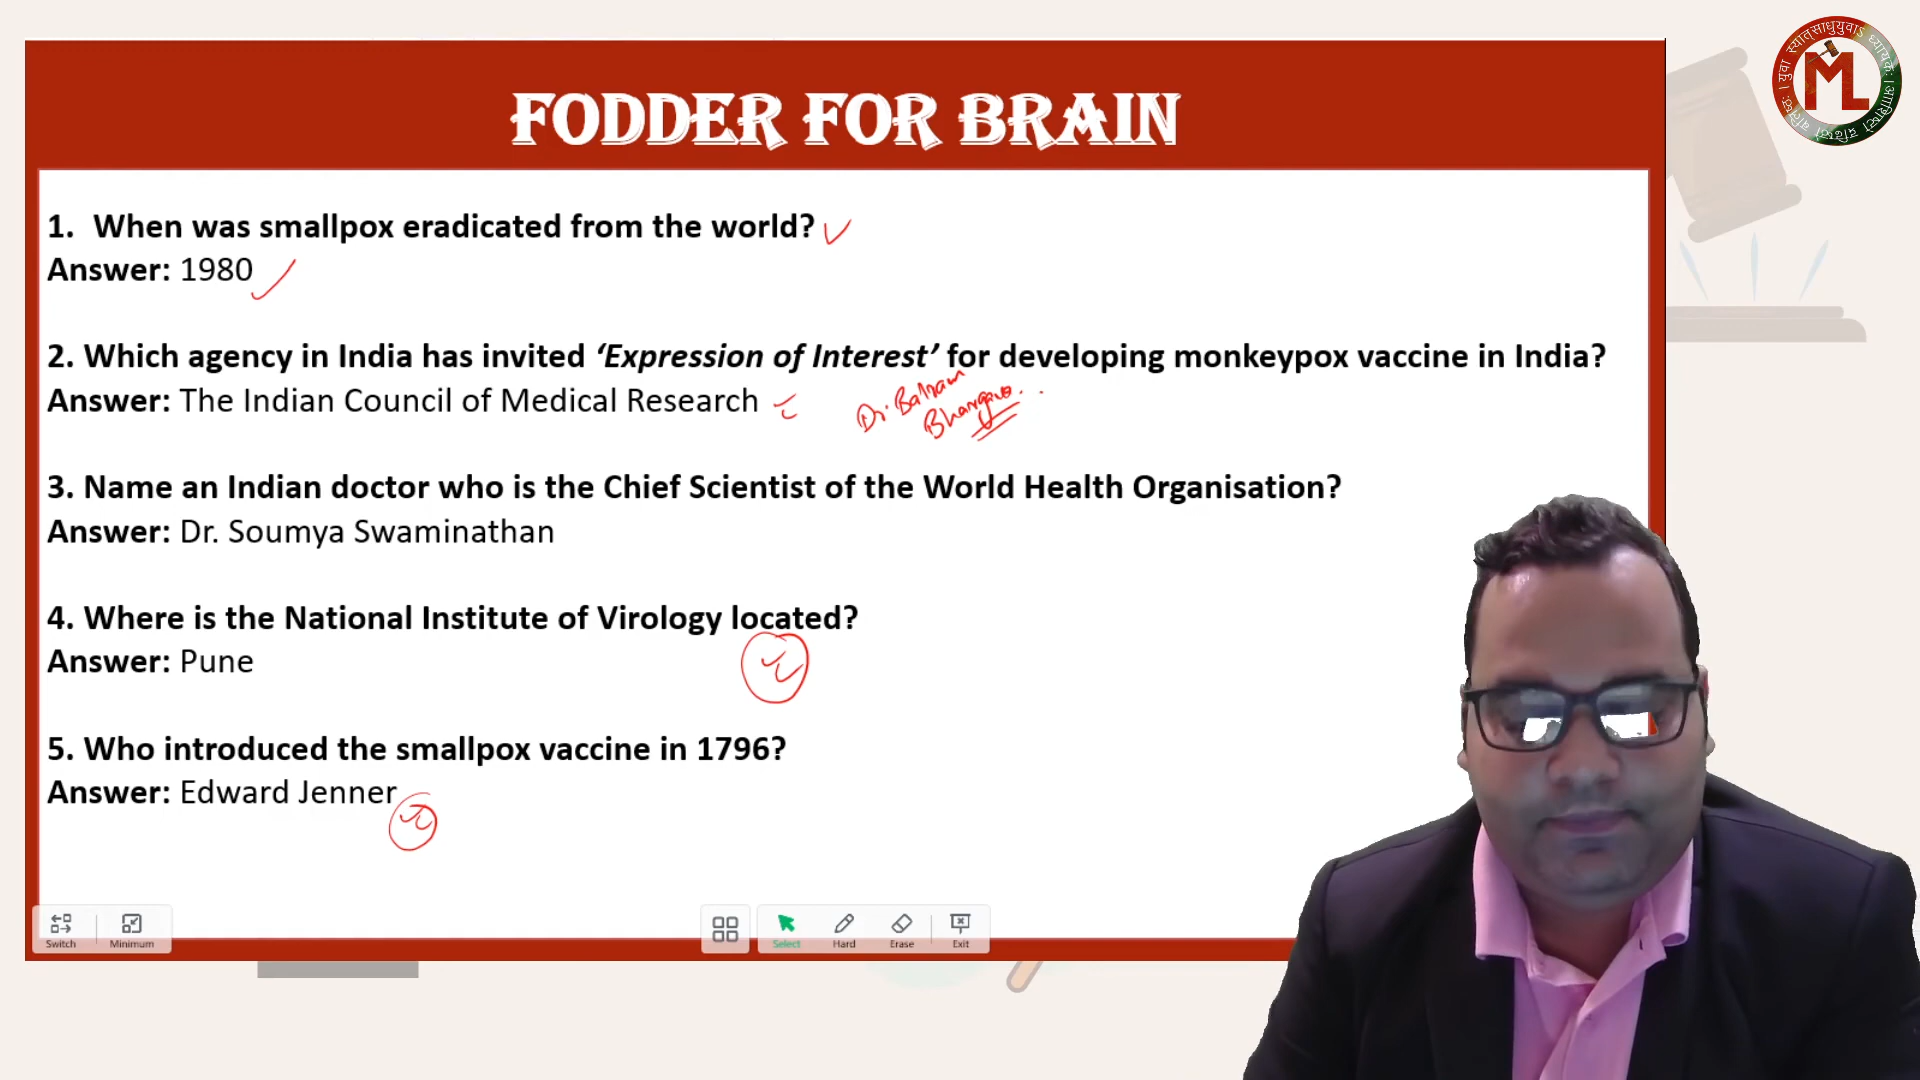 FODDER FOR BRAIN
ML
1. When was smallpox eradicated from the world?
Answer: 1980
2. Which agency in India has invited ‘Expression of Interest’ for developing monkeypox vaccine in India?
Answer: The Indian Council of Medical Research
Dr. Balram
Bhargava
3. Name an Indian doctor who is the Chief Scientist of the World Health Organisation?
Answer: Dr. Soumya Swaminathan
4. Where is the National Institute of Virology located?
Answer: Pune
5. Who introduced the smallpox vaccine in 1796?
Answer: Edward Jenner
Switch Minimum Select Hard Erase Exit